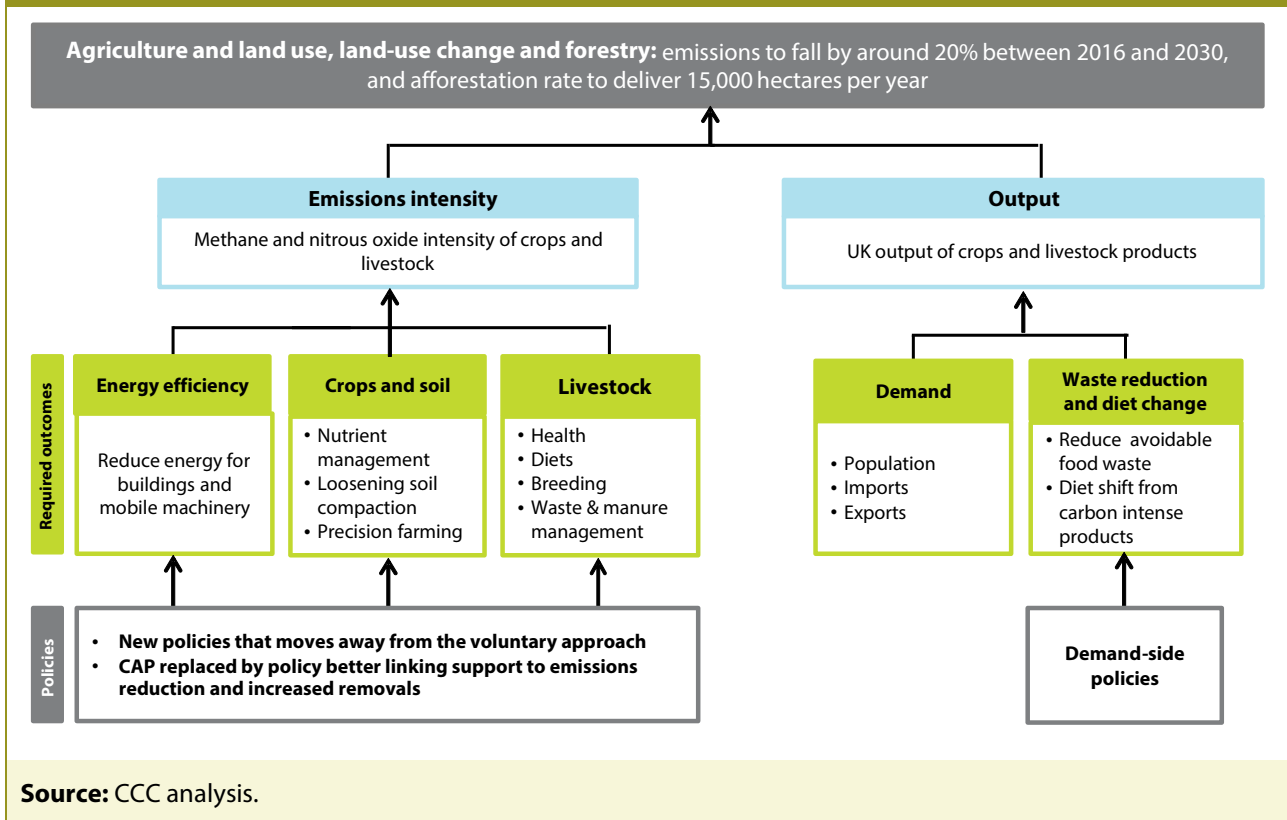 Agriculture and land use, land-use change and forestry: emissions to fall by around 20% between 2016 and 2030,
and afforestation rate to deliver 15,000 hectares per year
Emissions intensity
Methane and nitrous oxide intensity of crops and
livestock
Output
UK output of crops and livestock products
Required outcomes
Energy efficiency
Reduce energy for
buildings and
mobile machinery
Crops and soil
• Nutrient
management
• Loosening soil
compaction
• Precision farming
Livestock
• Health
• Diets
• Breeding
• Waste & manure
management
Demand
• Population
• Imports
• Exports
Waste reduction
and diet change
• Reduce avoidable
food waste
• Diet shift from
carbon intense
products
Policies
• New policies that moves away from the voluntary approach
• CAP replaced by policy better linking support to emissions
reduction and increased removals
Demand-side
policies
Source: CCC analysis.